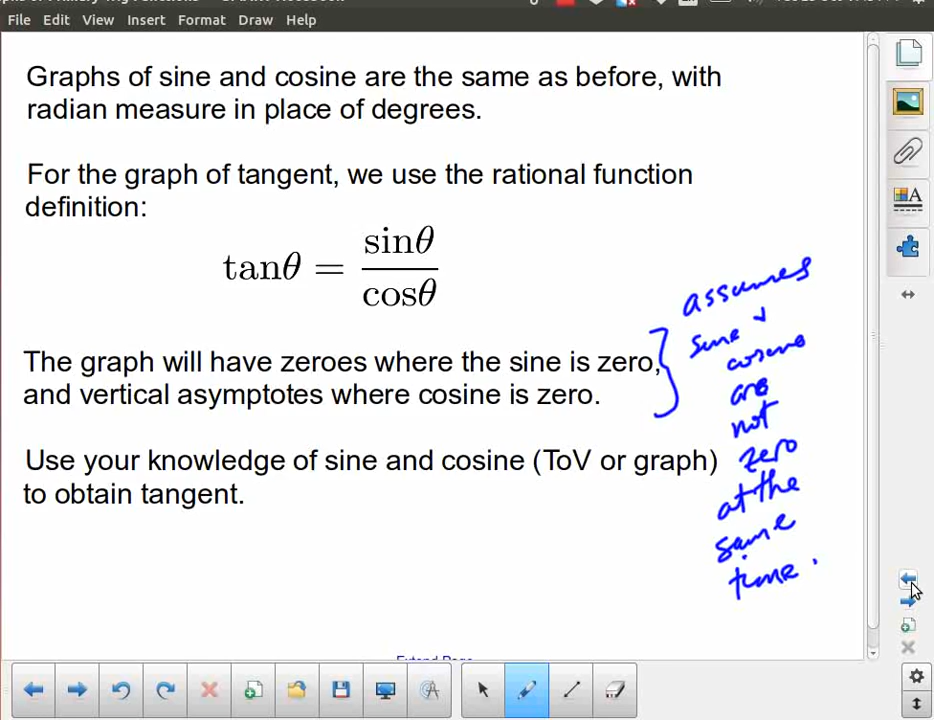 File Edit View Insert Format Draw Help
Graphs of sine and cosine are the same as before, with
radian measure in place of degrees.
For the graph of tangent, we use the rational function
definition:
tanθ = sinθ
cosθ
The graph will have zeroes where the sine is zero,
and vertical asymptotes where cosine is zero.
Use your knowledge of sine and cosine (ToV or graph)
to obtain tangent.
assumes
sine +
cosine
are
not
zero
at the
same
time.
Extend Page